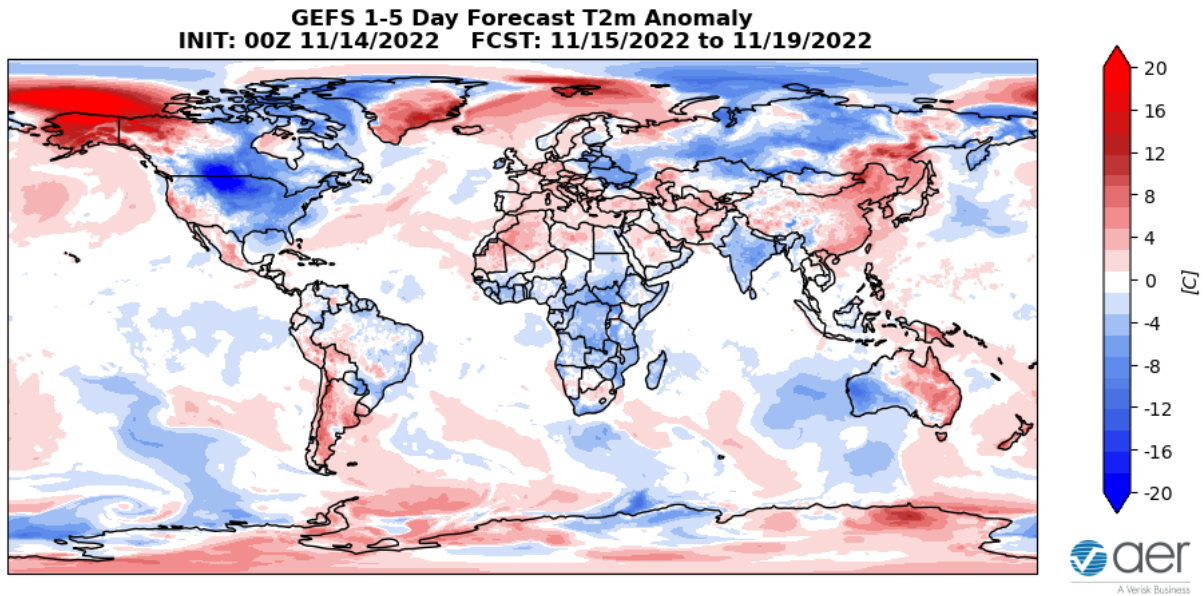 GEFS 1-5 Day Forecast T2m Anomaly
INIT: 00Z 11/14/2022    FCST: 11/15/2022 to 11/19/2022
20
16
12
8
4
0
-4
-8
-12
-16
-20
[C]
aer
A Verisk Business